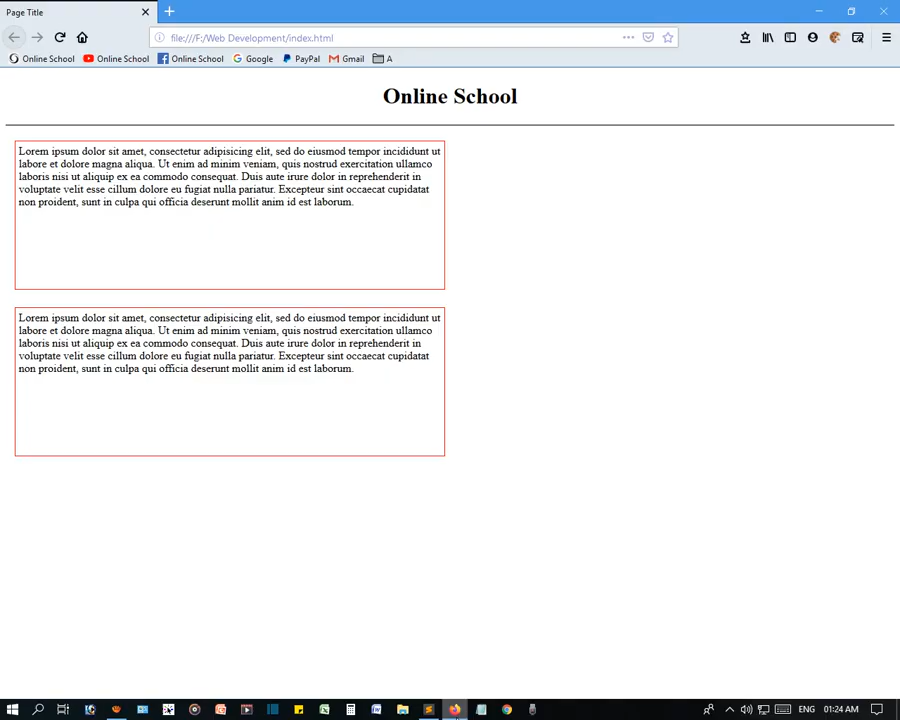 Page Title
file:///F:/Web Development/index.html
Online School
Online School
Online School
Google
PayPal
Gmail
A
Online School
Lorem ipsum dolor sit amet, consectetur adipisicing elit, sed do eiusmod tempor incididunt ut
labore et dolore magna aliqua. Ut enim ad minim veniam, quis nostrud exercitation ullamco
laboris nisi ut aliquip ex ea commodo consequat. Duis aute irure dolor in reprehenderit in
voluptate velit esse cillum dolore eu fugiat nulla pariatur. Excepteur sint occaecat cupidatat
non proident, sunt in culpa qui officia deserunt mollit anim id est laborum.
Lorem ipsum dolor sit amet, consectetur adipisicing elit, sed do eiusmod tempor incididunt ut
labore et dolore magna aliqua. Ut enim ad minim veniam, quis nostrud exercitation ullamco
laboris nisi ut aliquip ex ea commodo consequat. Duis aute irure dolor in reprehenderit in
voluptate velit esse cillum dolore eu fugiat nulla pariatur. Excepteur sint occaecat cupidatat
non proident, sunt in culpa qui officia deserunt mollit anim id est laborum.
ENG 01:24 AM